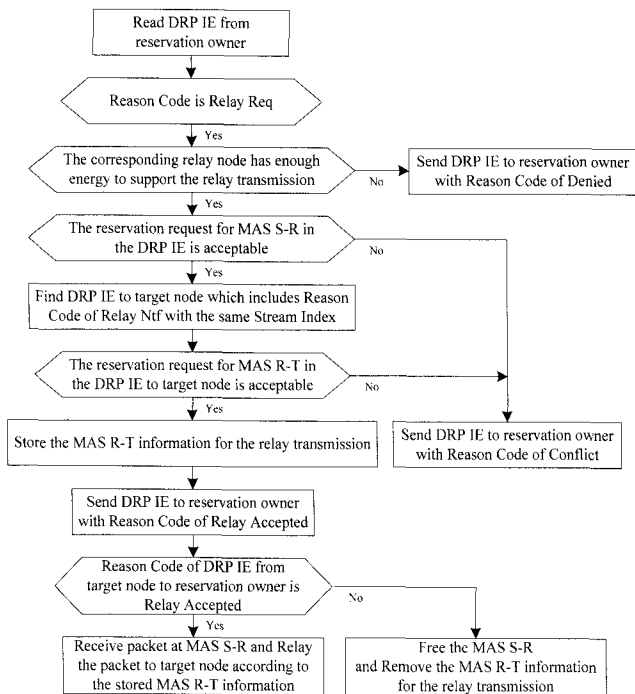 Read DRP IE from
reservation owner
Reason Code is Relay Req
Yes
The corresponding relay node has enough
energy to support the relay transmission
No
Send DRP IE to reservation owner
with Reason Code of Denied
Yes
The reservation request for MAS S-R in
the DRP IE is acceptable
No
Yes
Find DRP IE to target node which includes Reason
Code of Relay Ntf with the same Stream Index
The reservation request for MAS R-T in
the DRP IE to target node is acceptable
No
Yes
Store the MAS R-T information for the relay transmission
Send DRP IE to reservation owner
with Reason Code of Conflict
Send DRP IE to reservation owner
with Reason Code of Relay Accepted
Reason Code of DRP IE from
target node to reservation owner is
Relay Accepted
No
Yes
Receive packet at MAS S-R and Relay
the packet to target node according to
the stored MAS R-T information
Free the MAS S-R
and Remove the MAS R-T information
for the relay transmission